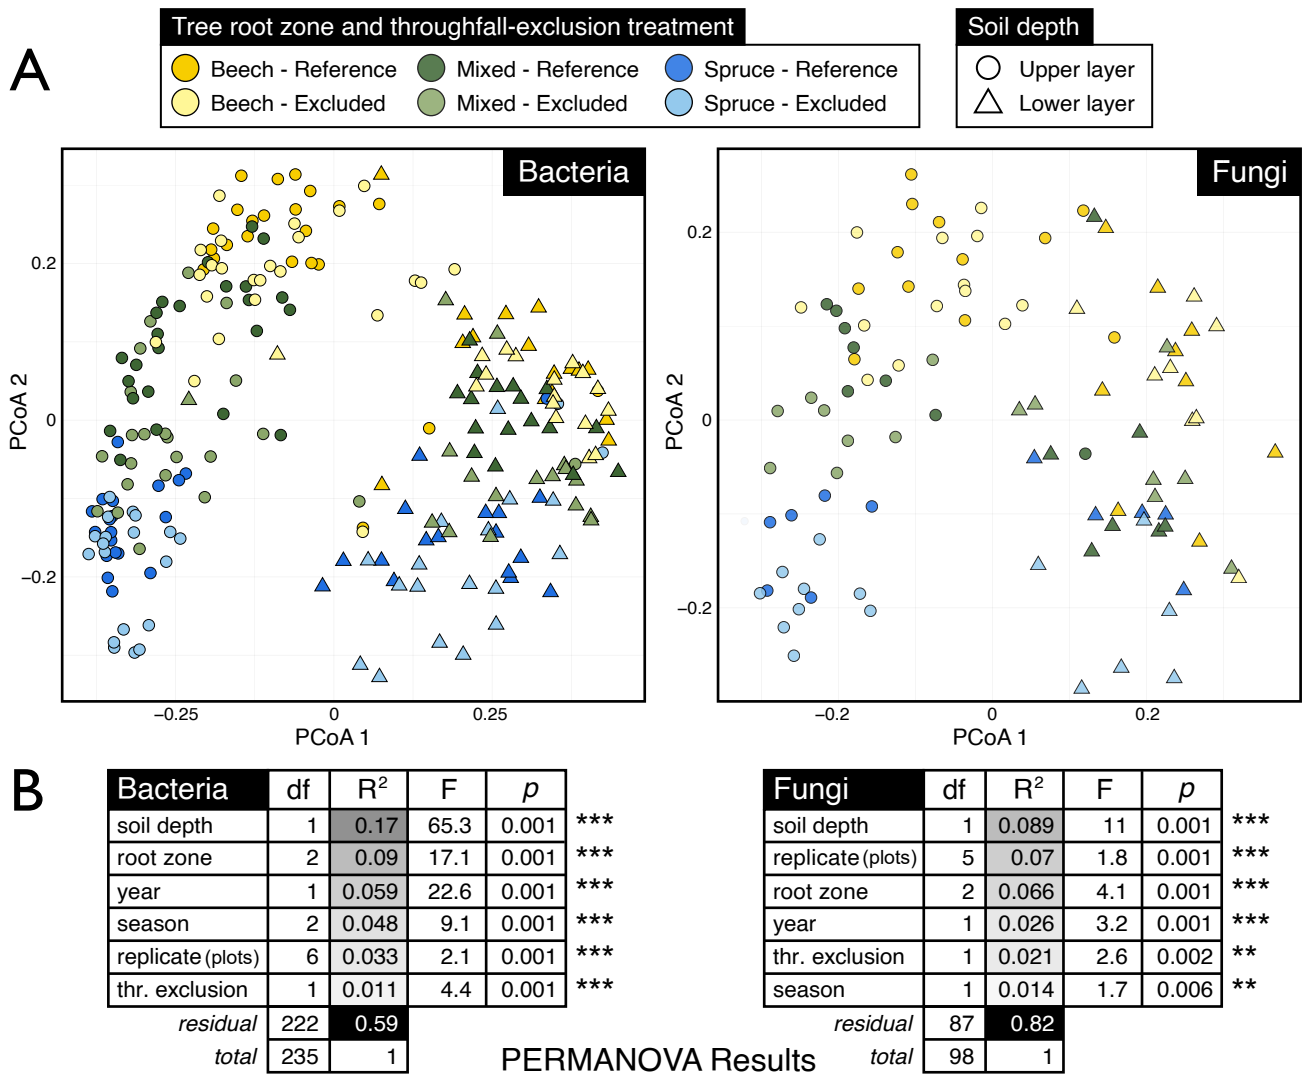 A
Tree root zone and throughfall-exclusion treatment
Beech - Reference Mixed - Reference Spruce - Reference
Beech - Excluded Mixed - Excluded Spruce - Excluded
Soil depth
Upper layer
Lower layer
Bacteria
PCoA 2
0.2
0
−0.2
−0.25 0 0.25
PCoA 1
Fungi
PCoA 2
0.2
0
−0.2
−0.2 0 0.2
PCoA 1
B
Bacteria df R² F p
soil depth 1 0.17 65.3 0.001 ***
root zone 2 0.09 17.1 0.001 ***
year 1 0.059 22.6 0.001 ***
season 2 0.048 9.1 0.001 ***
replicate (plots) 6 0.033 2.1 0.001 ***
thr. exclusion 1 0.011 4.4 0.001 ***
residual 222 0.59
total 235 1
Fungi df R² F p
soil depth 1 0.089 11 0.001 ***
replicate (plots) 5 0.07 1.8 0.001 ***
root zone 2 0.066 4.1 0.001 ***
year 1 0.026 3.2 0.001 ***
thr. exclusion 1 0.021 2.6 0.002 **
season 1 0.014 1.7 0.006 **
residual 87 0.82
total 98 1
PERMANOVA Results